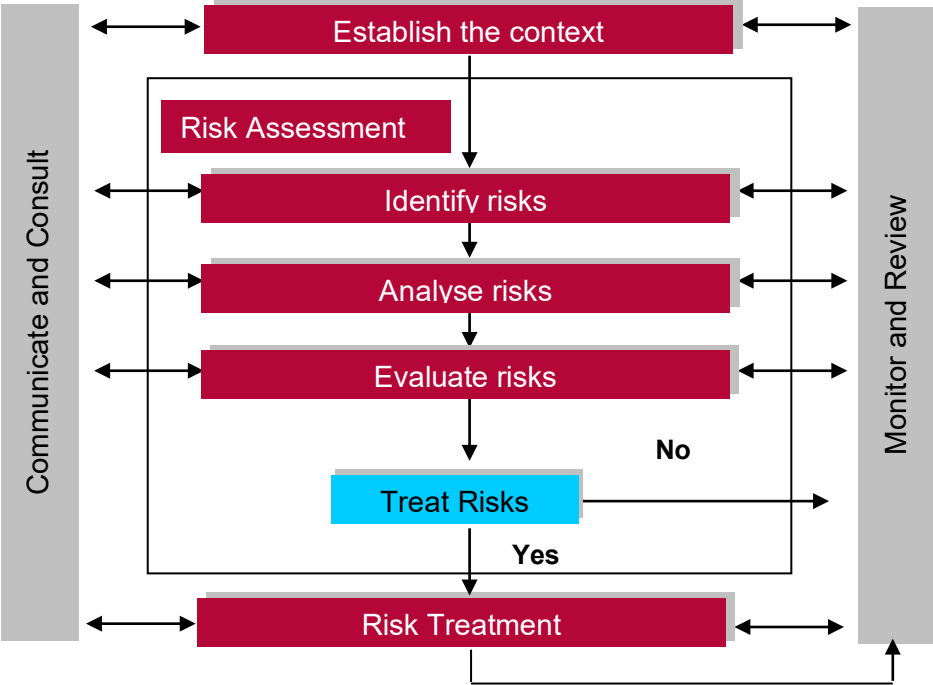 Establish the context
Risk Assessment
Identify risks
Analyse risks
Evaluate risks
No
Treat Risks
Yes
Risk Treatment
Communicate and Consult
Monitor and Review